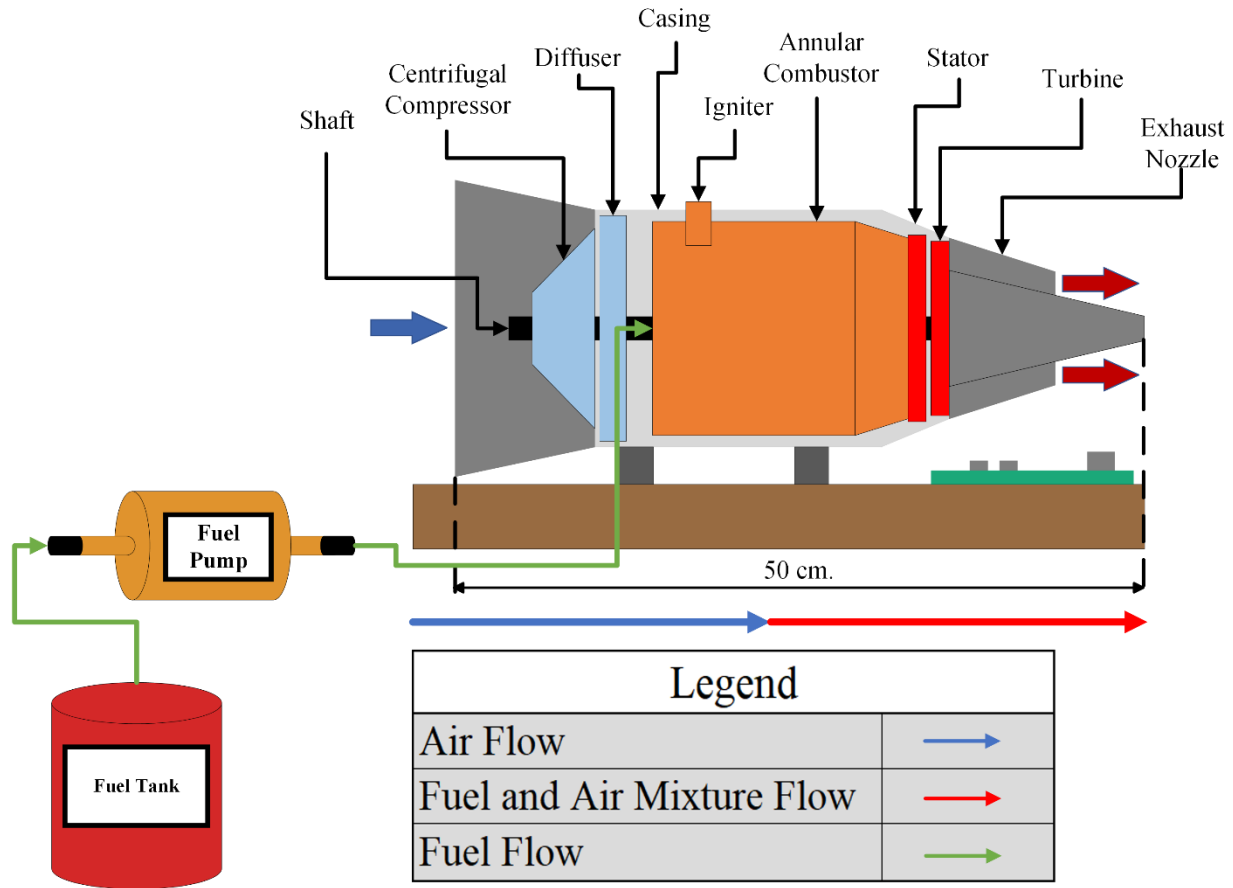 Casing
Annular
Combustor
Diffuser
Stator
Centrifugal
Compressor
Turbine
Igniter
Shaft
Exhaust
Nozzle
Fuel
Pump
50 cm.
Fuel Tank
Legend
Air Flow
Fuel and Air Mixture Flow
Fuel Flow